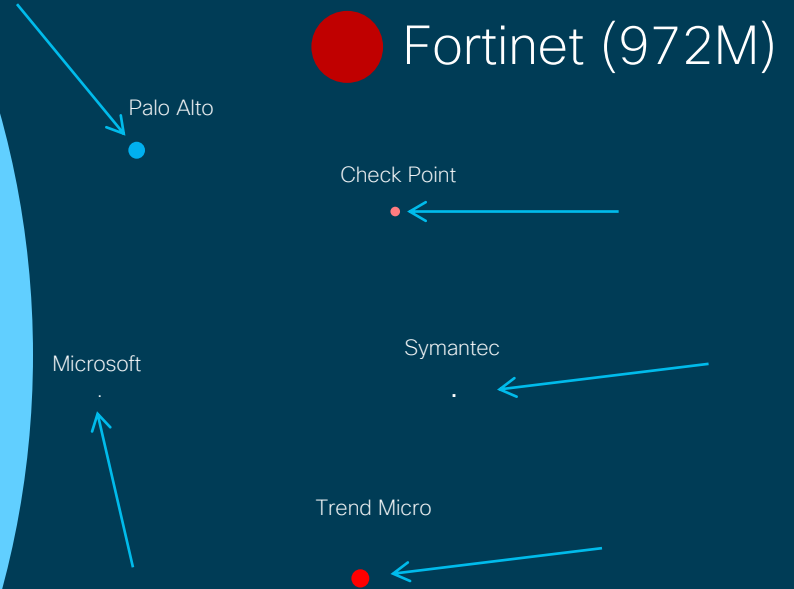 Fortinet (972M)
Palo Alto
Check Point
Symantec
Microsoft
Trend Micro